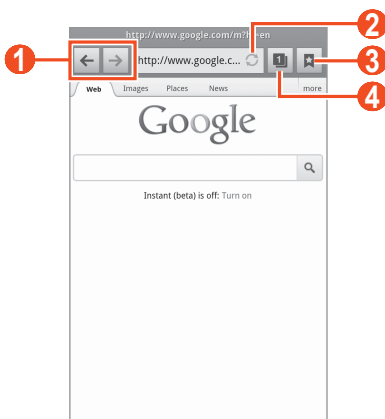 http://www.google.com/m?hl=en
2
1
http://www.google.c...
1
3
Web Images Places News more
4
Google
Instant (beta) is off: Turn on